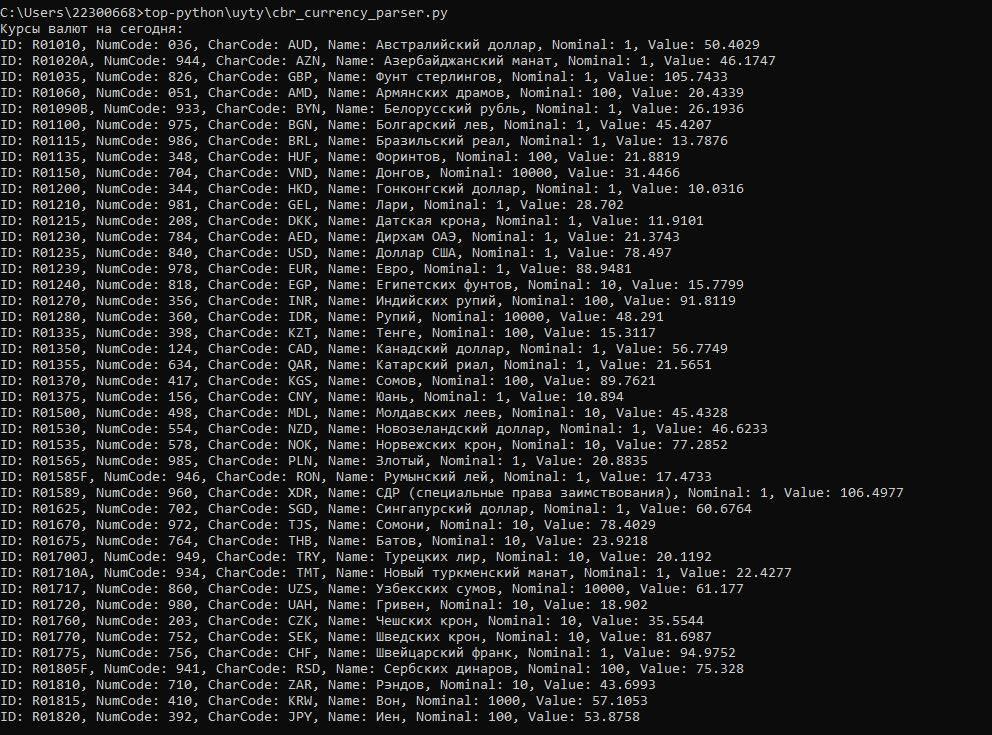 C:\Users\22300668>top-python\uyty\cbr_currency_parser.py
Курсы валют на сегодня:
ID: R01010, NumCode: 036, CharCode: AUD, Name: Австралийский доллар, Nominal: 1, Value: 50.4029
ID: R01020A, NumCode: 944, CharCode: AZN, Name: Азербайджанский манат, Nominal: 1, Value: 46.1747
ID: R01035, NumCode: 826, CharCode: GBP, Name: Фунт стерлингов, Nominal: 1, Value: 105.7433
ID: R01060, NumCode: 051, CharCode: AMD, Name: Армянских драмов, Nominal: 100, Value: 20.4339
ID: R01090B, NumCode: 933, CharCode: BYN, Name: Белорусский рубль, Nominal: 1, Value: 26.1936
ID: R01100, NumCode: 975, CharCode: BGN, Name: Болгарский лев, Nominal: 1, Value: 45.4207
ID: R01115, NumCode: 986, CharCode: BRL, Name: Бразильский реал, Nominal: 1, Value: 13.7876
ID: R01135, NumCode: 348, CharCode: HUF, Name: Форинтов, Nominal: 100, Value: 21.8819
ID: R01150, NumCode: 704, CharCode: VND, Name: Донгов, Nominal: 10000, Value: 31.4466
ID: R01200, NumCode: 344, CharCode: HKD, Name: Гонконгский доллар, Nominal: 1, Value: 10.0316
ID: R01210, NumCode: 981, CharCode: GEL, Name: Лари, Nominal: 1, Value: 28.702
ID: R01215, NumCode: 208, CharCode: DKK, Name: Датская крона, Nominal: 1, Value: 11.9101
ID: R01230, NumCode: 784, CharCode: AED, Name: Дирхам ОАЭ, Nominal: 1, Value: 21.3743
ID: R01235, NumCode: 840, CharCode: USD, Name: Доллар США, Nominal: 1, Value: 78.497
ID: R01239, NumCode: 978, CharCode: EUR, Name: Евро, Nominal: 1, Value: 88.9481
ID: R01240, NumCode: 818, CharCode: EGP, Name: Египетских фунтов, Nominal: 10, Value: 15.7799
ID: R01270, NumCode: 356, CharCode: INR, Name: Индийских рупий, Nominal: 100, Value: 91.8119
ID: R01280, NumCode: 360, CharCode: IDR, Name: Рупий, Nominal: 10000, Value: 48.291
ID: R01335, NumCode: 398, CharCode: KZT, Name: Тенге, Nominal: 100, Value: 15.3117
ID: R01350, NumCode: 124, CharCode: CAD, Name: Канадский доллар, Nominal: 1, Value: 56.7749
ID: R01355, NumCode: 634, CharCode: QAR, Name: Катарский риал, Nominal: 1, Value: 21.5651
ID: R01370, NumCode: 417, CharCode: KGS, Name: Сомов, Nominal: 100, Value: 89.7621
ID: R01375, NumCode: 156, CharCode: CNY, Name: Юань, Nominal: 1, Value: 10.894
ID: R01500, NumCode: 498, CharCode: MDL, Name: Молдавских леев, Nominal: 10, Value: 45.4328
ID: R01530, NumCode: 554, CharCode: NZD, Name: Новозеландский доллар, Nominal: 1, Value: 46.6233
ID: R01535, NumCode: 578, CharCode: NOK, Name: Норвежских крон, Nominal: 10, Value: 77.2852
ID: R01565, NumCode: 985, CharCode: PLN, Name: Злотый, Nominal: 1, Value: 20.8835
ID: R01585F, NumCode: 946, CharCode: RON, Name: Румынский лей, Nominal: 1, Value: 17.4733
ID: R01589, NumCode: 960, CharCode: XDR, Name: СДР (специальные права заимствования), Nominal: 1, Value: 106.4977
ID: R01625, NumCode: 702, CharCode: SGD, Name: Сингапурский доллар, Nominal: 1, Value: 60.6764
ID: R01670, NumCode: 972, CharCode: TJS, Name: Сомони, Nominal: 10, Value: 78.4029
ID: R01675, NumCode: 764, CharCode: THB, Name: Батов, Nominal: 10, Value: 23.9218
ID: R01700J, NumCode: 949, CharCode: TRY, Name: Турецких лир, Nominal: 10, Value: 20.1192
ID: R01710A, NumCode: 934, CharCode: TMT, Name: Новый туркменский манат, Nominal: 1, Value: 22.4277
ID: R01717, NumCode: 860, CharCode: UZS, Name: Узбекских сумов, Nominal: 10000, Value: 61.177
ID: R01720, NumCode: 980, CharCode: UAH, Name: Гривен, Nominal: 10, Value: 18.902
ID: R01760, NumCode: 203, CharCode: CZK, Name: Чешских крон, Nominal: 10, Value: 35.5544
ID: R01770, NumCode: 752, CharCode: SEK, Name: Шведских крон, Nominal: 10, Value: 81.6987
ID: R01775, NumCode: 756, CharCode: CHF, Name: Швейцарский франк, Nominal: 1, Value: 94.9752
ID: R01805F, NumCode: 941, CharCode: RSD, Name: Сербских динаров, Nominal: 100, Value: 75.328
ID: R01810, NumCode: 710, CharCode: ZAR, Name: Рэндов, Nominal: 10, Value: 43.6993
ID: R01815, NumCode: 410, CharCode: KRW, Name: Вон, Nominal: 1000, Value: 57.1053
ID: R01820, NumCode: 392, CharCode: JPY, Name: Иен, Nominal: 100, Value: 53.8758